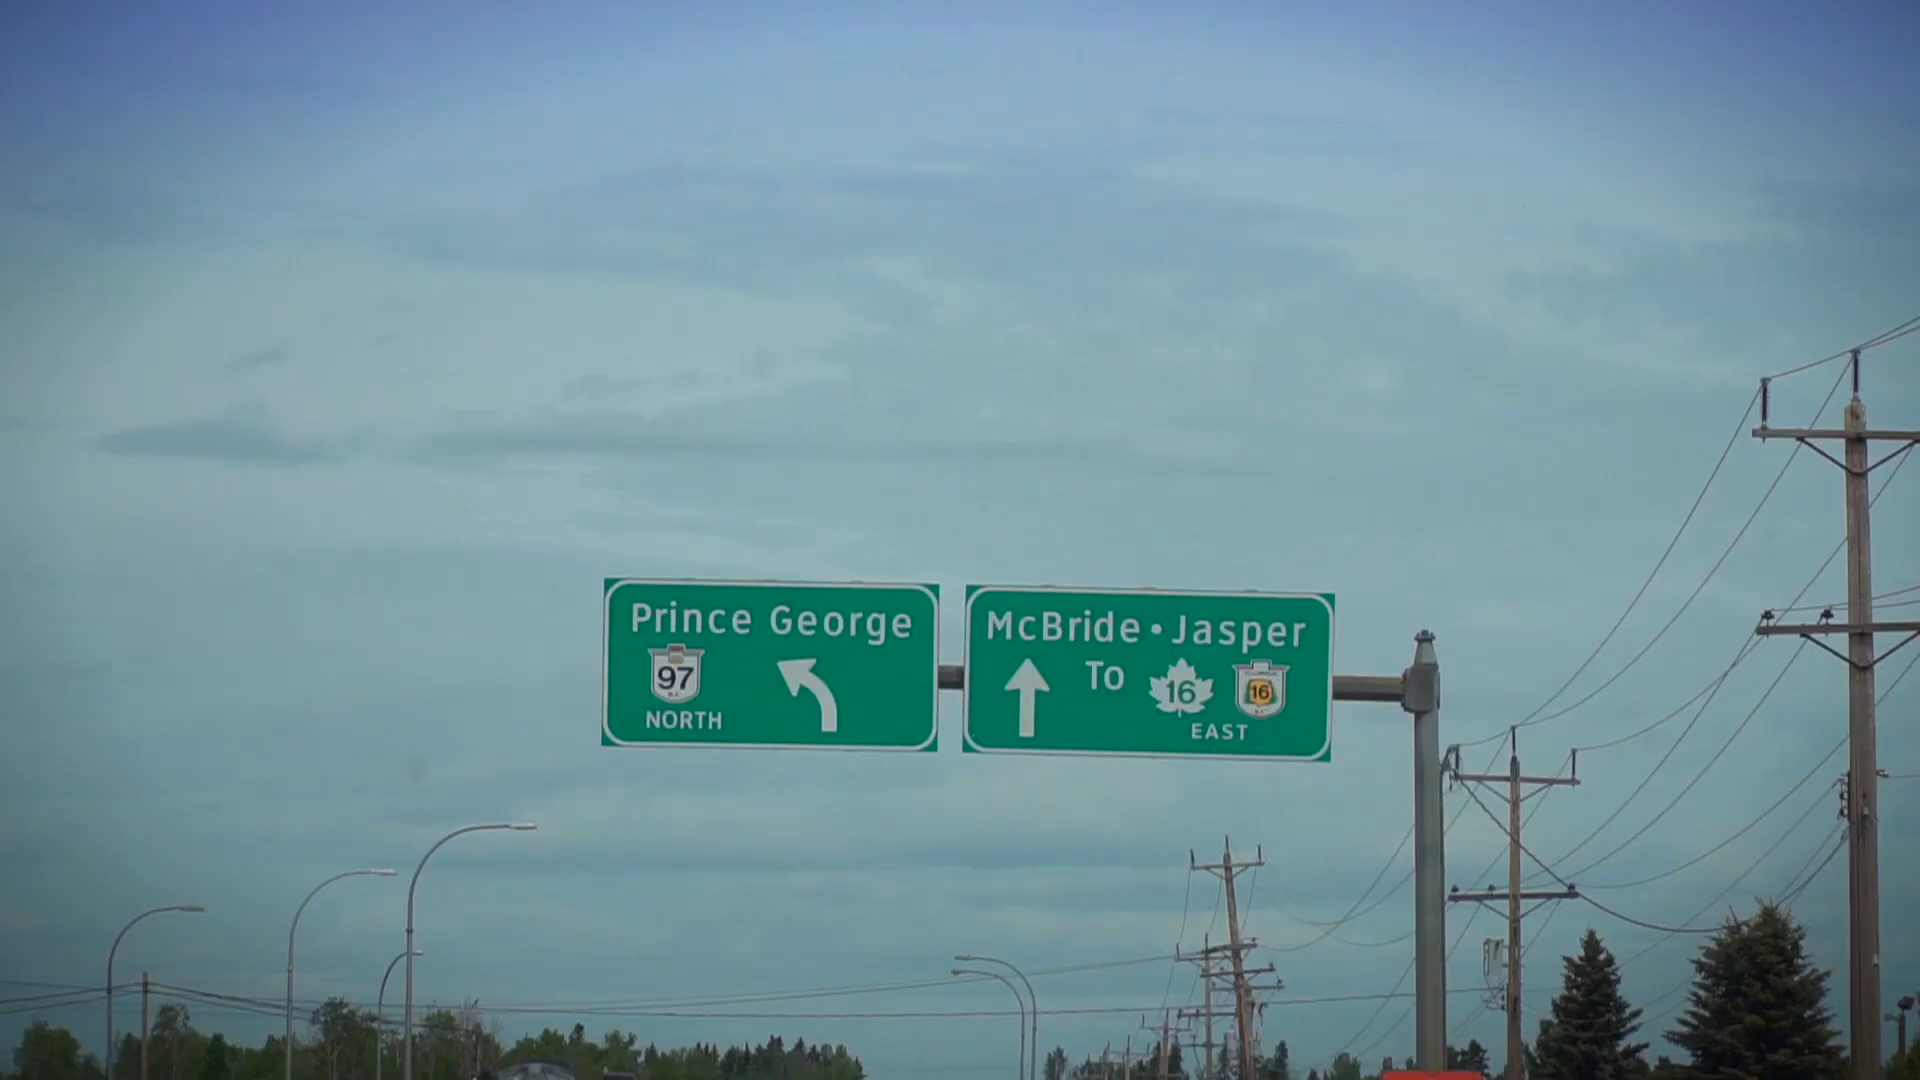 Prince George
97
NORTH
McBride • Jasper
To 16 16
EAST